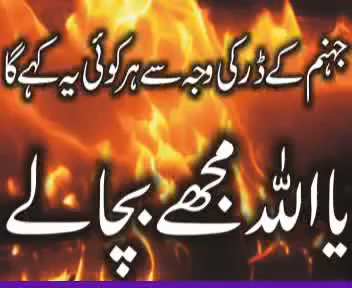 جہنم کے ڈر کی وجہ سے ہر کوئی یہ کہے گا
یا اللہ مجھے بچا لے